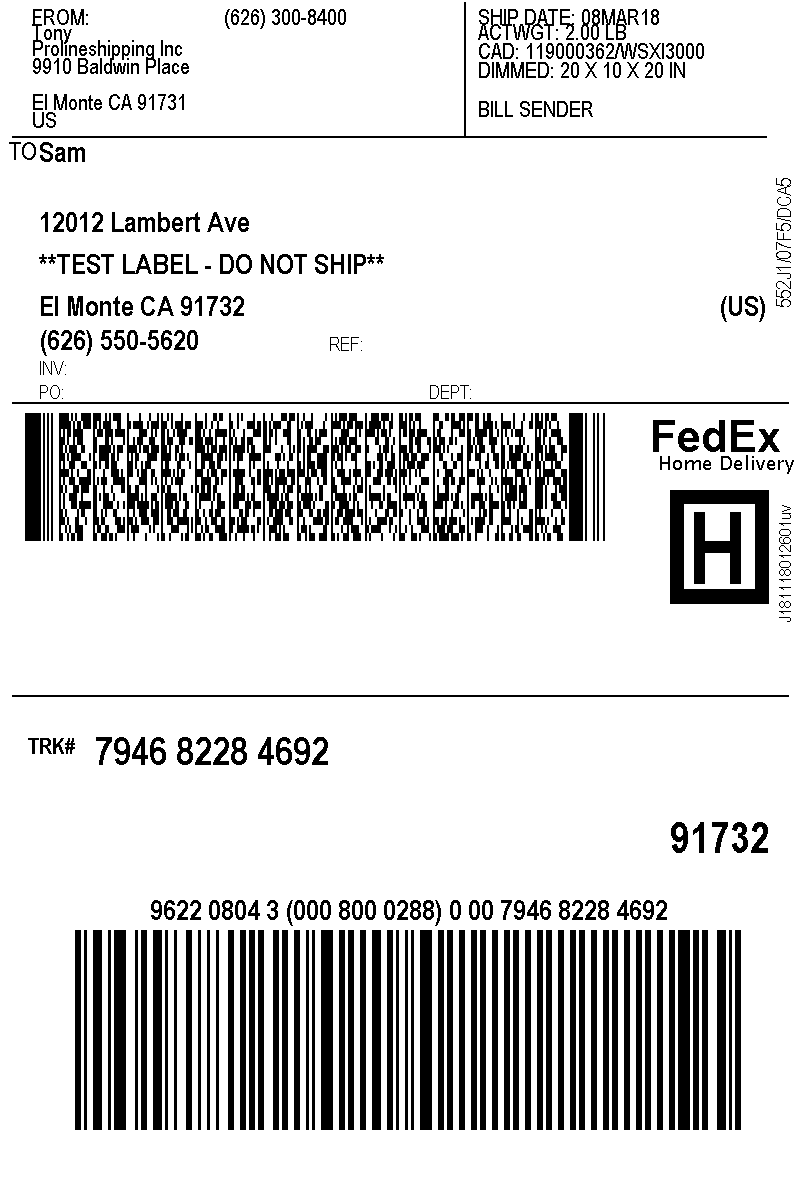 FROM: (626) 300-8400
Tony
Prolineshipping Inc
9910 Baldwin Place
El Monte CA 91731
US
SHIP DATE: 08MAR18
ACTWGT: 2.00 LB
CAD: 119000362/WSXI3000
DIMMED: 20 X 10 X 20 IN
BILL SENDER
TO Sam
12012 Lambert Ave
**TEST LABEL - DO NOT SHIP**
El Monte CA 91732 (US)
(626) 550-5620 REF:
INV:
PO: DEPT:
552J1/07F5/DCA5
FedEx
Home Delivery
H
J181118012601uv
TRK# 7946 8228 4692
91732
9622 0804 3 (000 800 0288) 0 00 7946 8228 4692